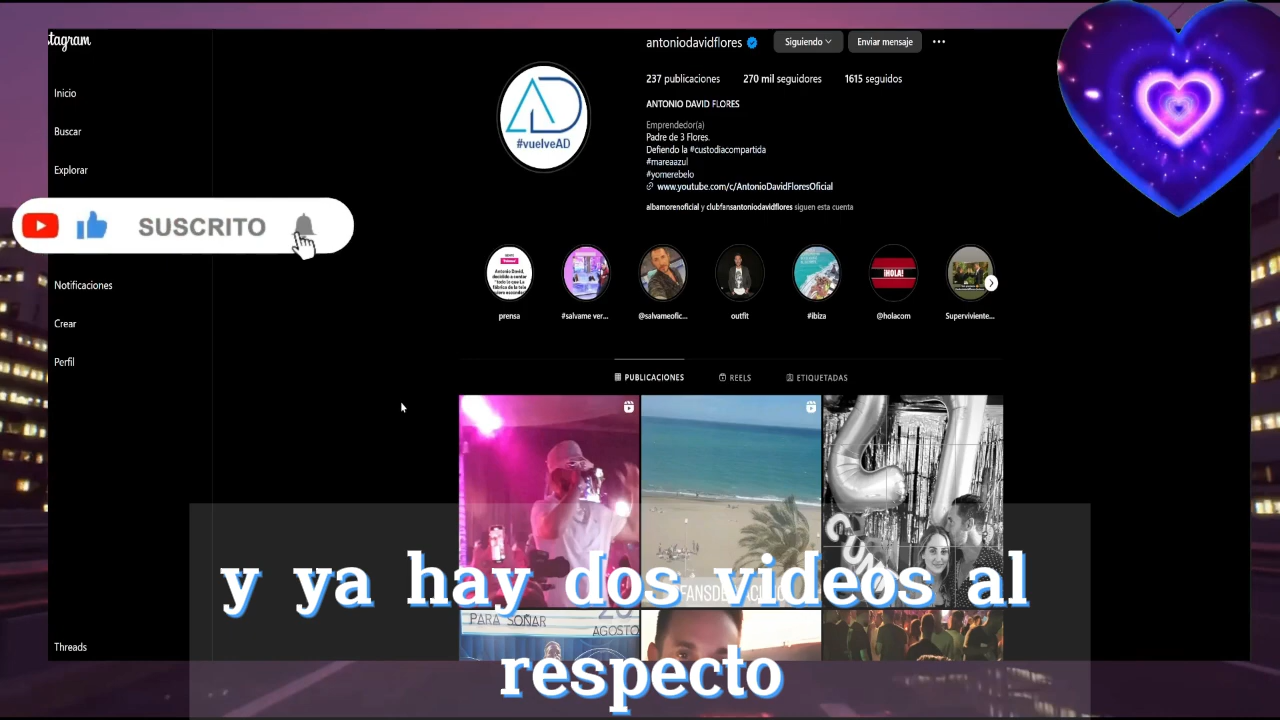 stagram
antoniodavidflores
Siguiendo
Enviar mensaje
237 publicaciones 270 mil seguidores 1615 seguidos
ANTONIO DAVID FLORES
Emprendedor(a)
Padre de 3 Flores.
Defiendo la #custodiacompartida
#mareaazul
#yomerebelo
www.youtube.com/c/AntonioDavidFloresOficial
albamorenoficial y clubfansantoniodavidflores siguen esta cuenta
AD
#vuelveAD
Inicio
Buscar
Explorar
SUSCRITO
Notificaciones
Crear
Perfil
Threads
¡HOLA!
prensa
#salvame ver...
@salvameofic...
outfit
#ibiza
@holacom
Superviviente...
PUBLICACIONES
REELS
ETIQUETADAS
PARA SOÑAR
AGOSTO
y ya hay dos videos al
respecto